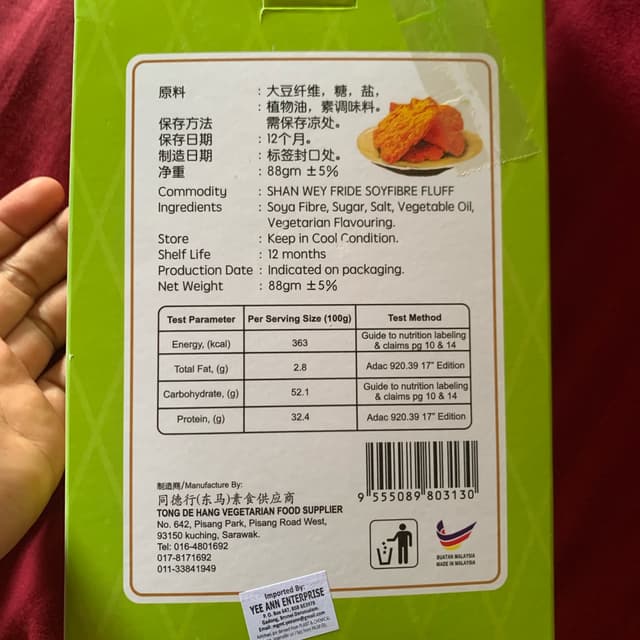 原料 : 大豆纤维，糖，盐，
: 植物油，素调味料。
保存方法 需保存凉处。
保存日期 : 12个月。
制造日期 : 标签封口处。
净重 : 88gm ±5%
Commodity : SHAN WEY FRIDE SOYFIBRE FLUFF
Ingredients : Soya Fibre, Sugar, Salt, Vegetable Oil,
Vegetarian Flavouring.
Store : Keep in Cool Condition.
Shelf Life : 12 months
Production Date : Indicated on packaging.
Net Weight : 88gm ±5%
Test Parameter Per Serving Size (100g) Test Method
Energy, (kcal) 363 Guide to nutrition labeling & claims pg 10 & 14
Total Fat, (g) 2.8 Adac 920.39 17" Edition
Carbohydrate, (g) 52.1 Guide to nutrition labeling & claims pg 10 & 14
Protein, (g) 32.4 Adac 920.39 17" Edition
9 555089 803130
制造商/Manufacture By:
同德行(东马)素食供应商
TONG DE HANG VEGETARIAN FOOD SUPPLIER
No. 642, Pisang Park, Pisang Road West,
93150 kuching, Sarawak.
Tel: 016-4801692
017-8171692
011-33841949
BUATAN MALAYSIA
MADE IN MALAYSIA
Imported By:
YEE ANN ENTERPRISE
P. O. Box 647, BSB
Gadong, Brunei Darussalam.